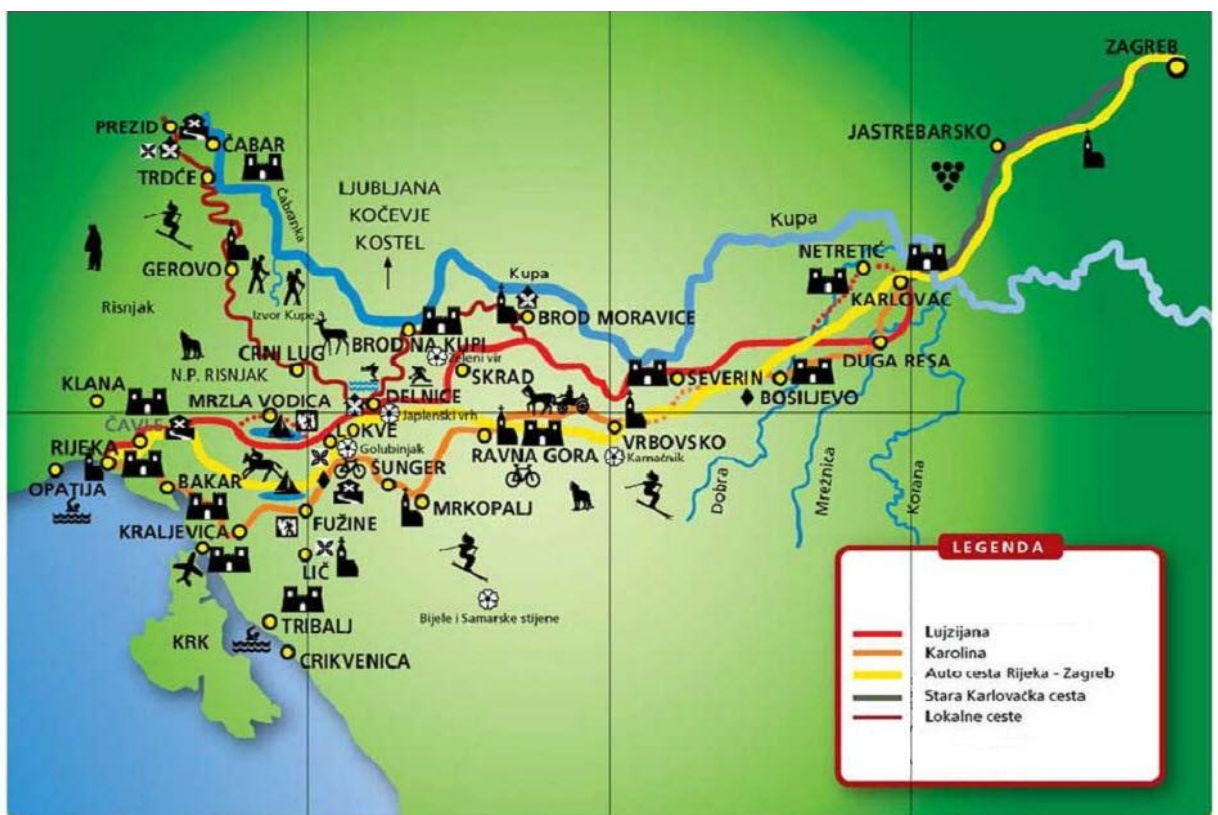 ZAGREB
PREZID
ČABAR
JASTREBARSKO
TRDČE
LJUBLJANA
KOČEVJE
KOSTEL
Čabranka
Kupa
NETRETIĆ
GEROVO
Kupa
KARLOVAC
Risnjak
Izvor Kupe
BROD MORAVICE
BROD NA KUPI
DUGA RESA
CRNI LUG
Zeleni vir
N.P. RISNJAK
SKRAD
SEVERIN
KLANA
BOSILJEVO
MRZLA VODICA
DELNICE
Japlenski vrh
ČAVLE
LOKVE
VRBOVSKO
RIJEKA
Golubinjak
RAVNA GORA
Kamačnik
OPATIJA
BAKAR
SUNGER
Dobra
Mrežnica
Korana
MRKOPALJ
KRALJEVICA
FUŽINE
LIČ
Bijele i Samarske stijene
TRIBALJ
KRK
CRIKVENICA
LEGENDA
Lujzijana
Karolina
Auto cesta Rijeka - Zagreb
Stara Karlovačka cesta
Lokalne ceste